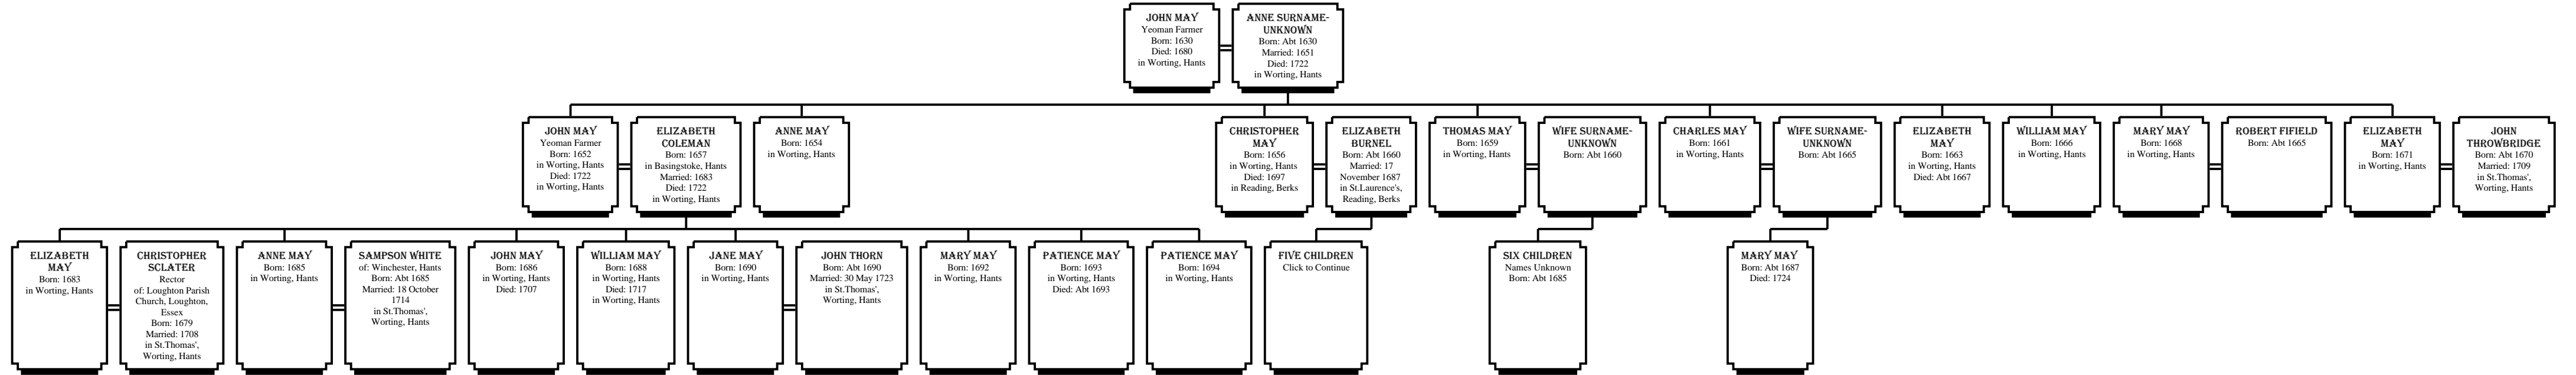 JOHN MAY
Yeoman Farmer
Born: 1630
Died: 1680
in Worting, Hants
ANNE SURNAME-
UNKNOWN
Born: Abt 1630
Married: 1651
Died: 1722
in Worting, Hants
JOHN MAY
Yeoman Farmer
Born: 1652
in Worting, Hants
Died: 1722
in Worting, Hants
ELIZABETH
COLEMAN
Born: 1657
in Basingstoke, Hants
Married: 1683
Died: 1722
in Worting, Hants
ANNE MAY
Born: 1654
in Worting, Hants
CHRISTOPHER
MAY
Born: 1656
in Worting, Hants
Died: 1697
in Reading, Berks
ELIZABETH
BURNEL
Born: Abt 1660
Married: 17
November 1687
in St.Laurence's,
Reading, Berks
THOMAS MAY
Born: 1659
in Worting, Hants
WIFE SURNAME-
UNKNOWN
Born: Abt 1660
CHARLES MAY
Born: 1661
in Worting, Hants
WIFE SURNAME-
UNKNOWN
Born: Abt 1665
ELIZABETH
MAY
Born: 1663
in Worting, Hants
Died: Abt 1667
WILLIAM MAY
Born: 1666
in Worting, Hants
MARY MAY
Born: 1668
in Worting, Hants
ROBERT FIFIELD
Born: Abt 1665
ELIZABETH
MAY
Born: 1671
in Worting, Hants
JOHN
THROWBRIDGE
Born: Abt 1670
Married: 1709
in St.Thomas',
Worting, Hants
ELIZABETH
MAY
Born: 1683
in Worting, Hants
CHRISTOPHER
SCLATER
Rector
of: Loughton Parish
Church, Loughton,
Essex
Born: 1679
Married: 1708
in St.Thomas',
Worting, Hants
ANNE MAY
Born: 1685
in Worting, Hants
SAMPSON WHITE
of: Winchester, Hants
Born: Abt 1685
Married: 18 October
1714
in St.Thomas',
Worting, Hants
JOHN MAY
Born: 1686
in Worting, Hants
Died: 1707
WILLIAM MAY
Born: 1688
in Worting, Hants
Died: 1717
in Worting, Hants
JANE MAY
Born: 1690
in Worting, Hants
JOHN THORN
Born: Abt 1690
Married: 30 May 1723
in St.Thomas',
Worting, Hants
MARY MAY
Born: 1692
in Worting, Hants
PATIENCE MAY
Born: 1693
in Worting, Hants
Died: Abt 1693
PATIENCE MAY
Born: 1694
in Worting, Hants
FIVE CHILDREN
Click to Continue
SIX CHILDREN
Names Unknown
Born: Abt 1685
MARY MAY
Born: Abt 1687
Died: 1724